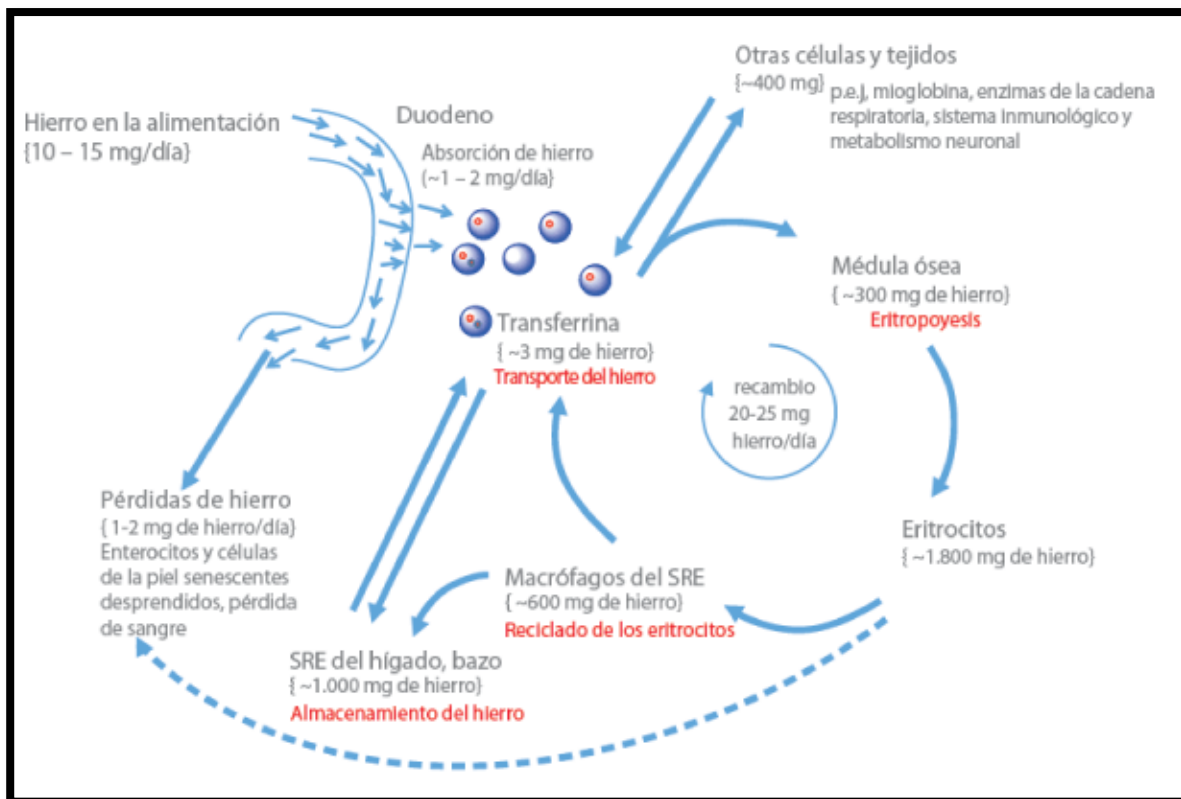 Hierro en la alimentación
{10 – 15 mg/día}
Duodeno
Absorción de hierro
(~1 – 2 mg/día}
Otras células y tejidos
{~400 mg}
p.e.j, mioglobina, enzimas de la cadena
respiratoria, sistema inmunológico y
metabolismo neuronal
Médula ósea
{ ~300 mg de hierro}
Eritropoyesis
Transferrina
{ ~3 mg de hierro}
Transporte del hierro
recambio
20-25 mg
hierro/día
Pérdidas de hierro
{ 1-2 mg de hierro/día}
Enterocitos y células
de la piel senescentes
desprendidos, pérdida
de sangre
Eritrocitos
{ ~1.800 mg de hierro}
Macrófagos del SRE
{ ~600 mg de hierro}
Reciclado de los eritrocitos
SRE del hígado, bazo
{ ~1.000 mg de hierro}
Almacenamiento del hierro